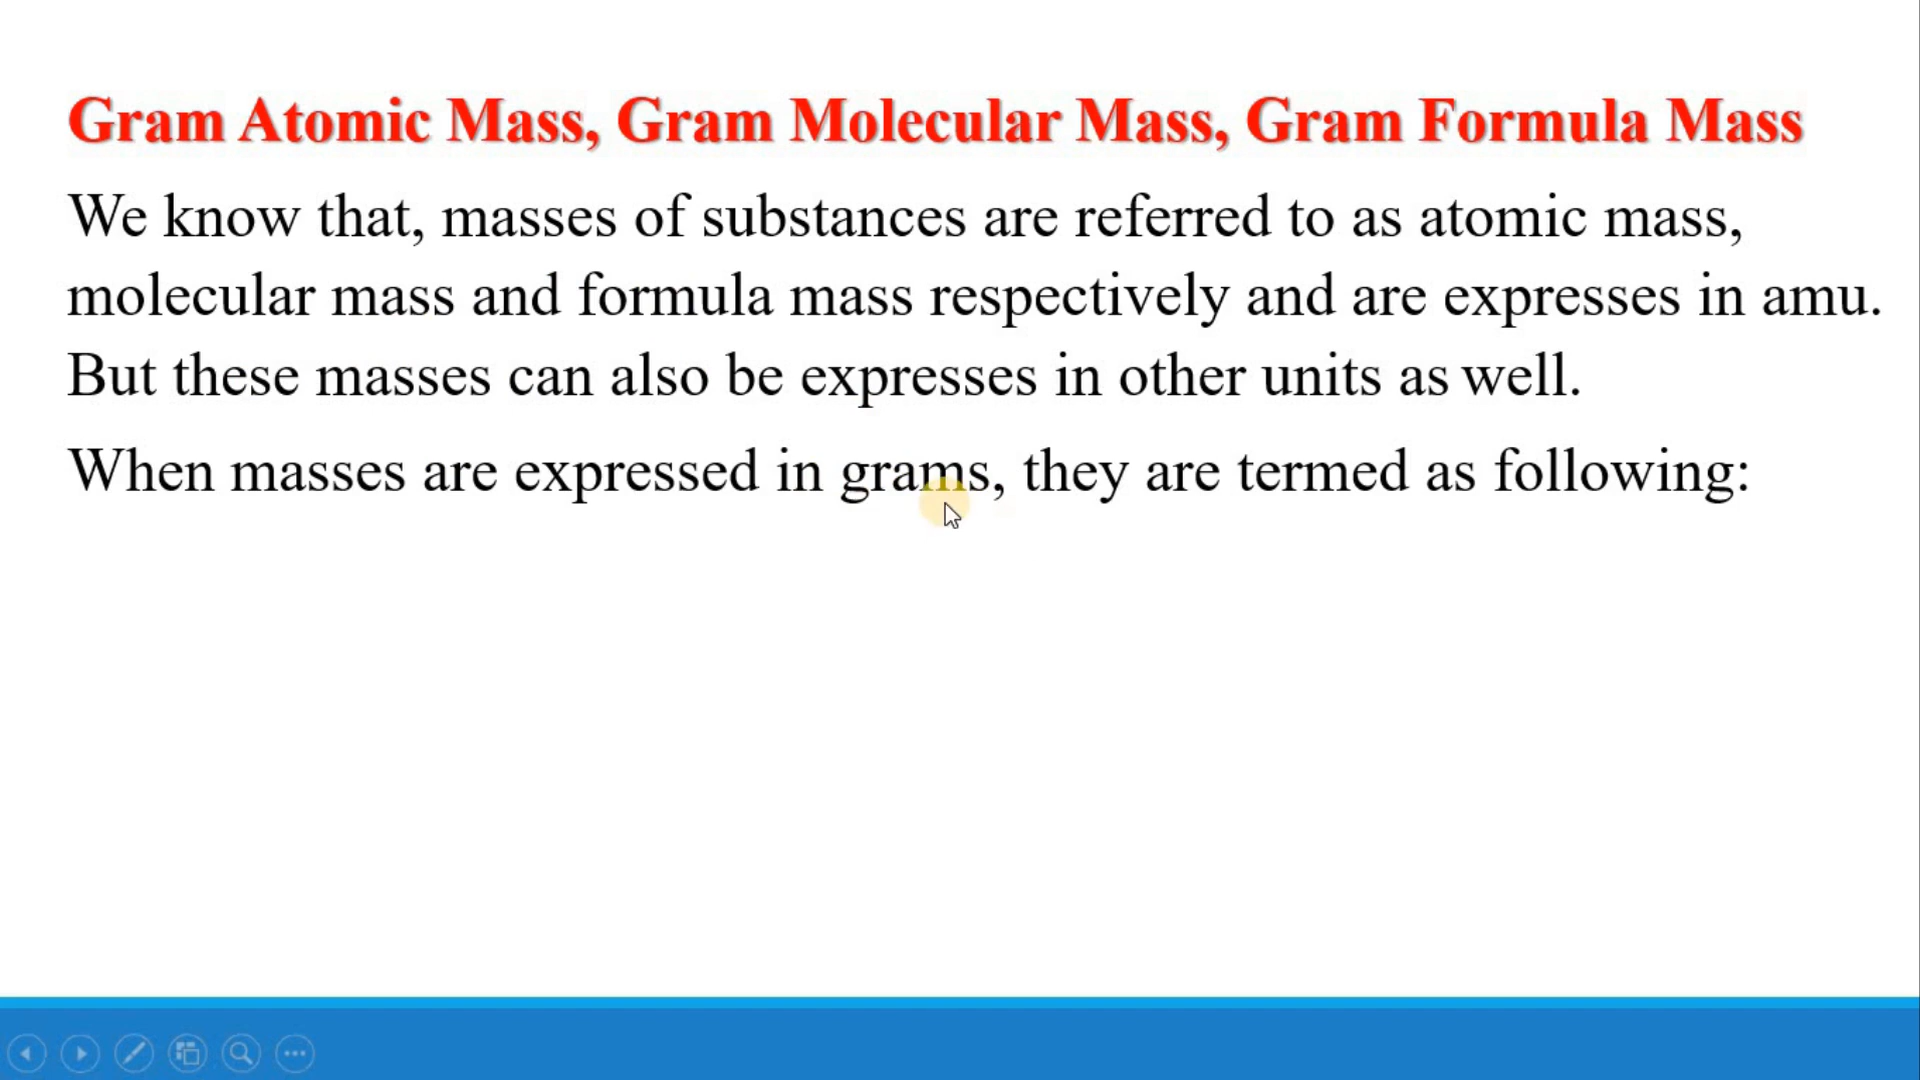 Gram Atomic Mass, Gram Molecular Mass, Gram Formula Mass
We know that, masses of substances are referred to as atomic mass,
molecular mass and formula mass respectively and are expresses in amu.
But these masses can also be expresses in other units as well.
When masses are expressed in grams, they are termed as following: